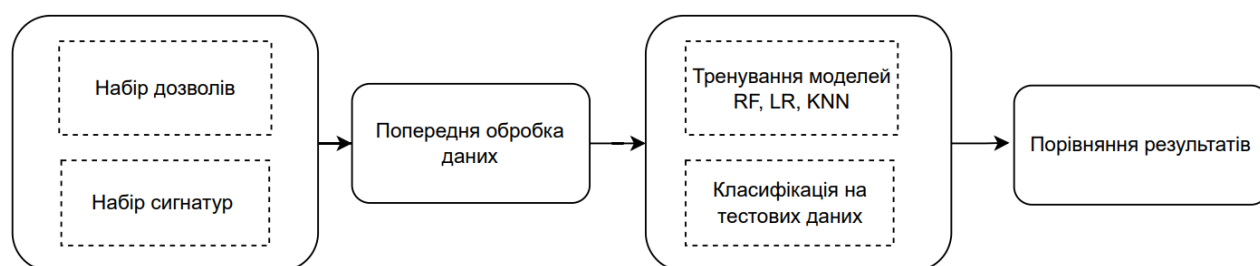 Набір дозволів
Набір сигнатур
Попередня обробка
даних
Тренування моделей
RF, LR, KNN
Класифікація на
тестових даних
Порівняння результатів